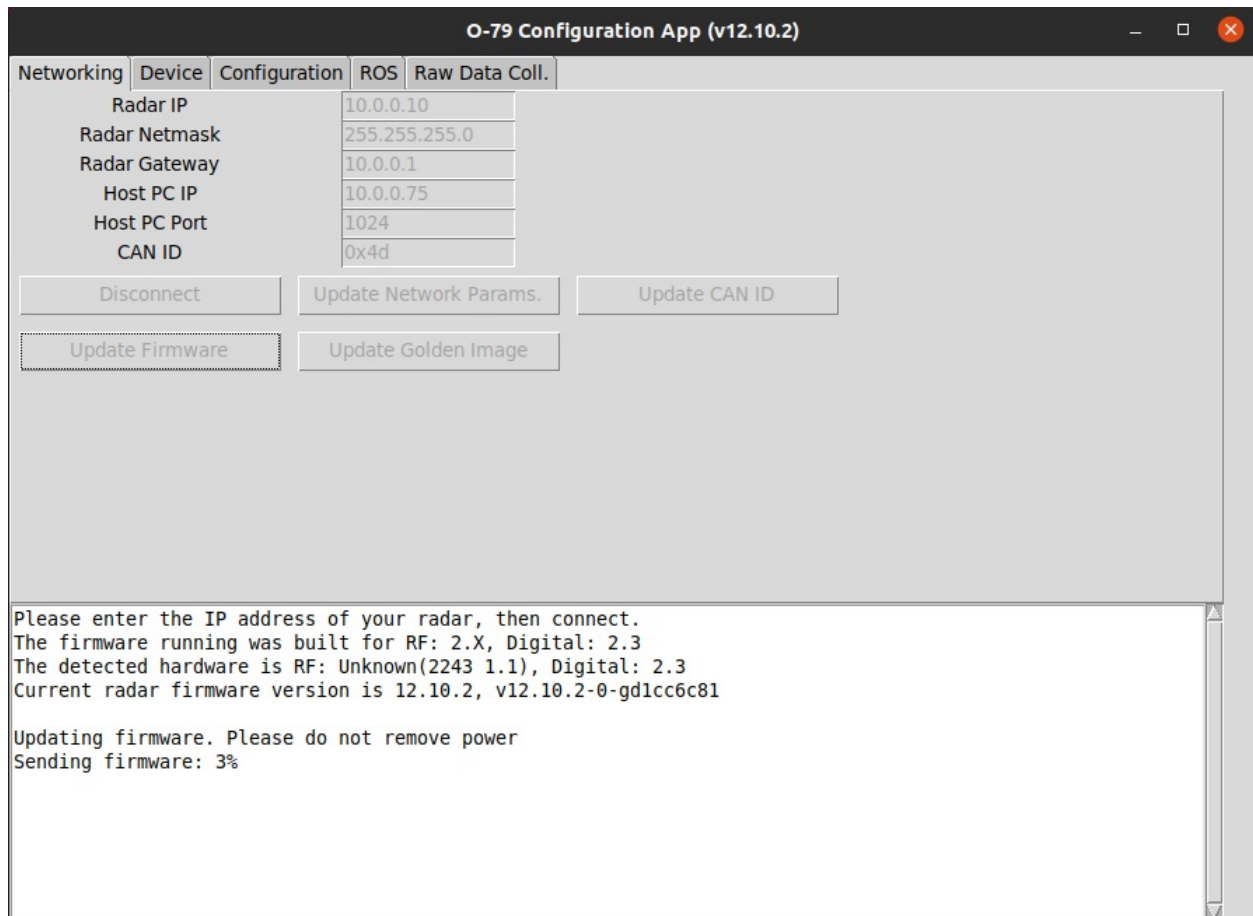 O-79 Configuration App (v12.10.2)
Networking Device Configuration ROS Raw Data Coll.
Radar IP 10.0.0.10
Radar Netmask 255.255.255.0
Radar Gateway 10.0.0.1
Host PC IP 10.0.0.75
Host PC Port 1024
CAN ID 0x4d
Disconnect Update Network Params. Update CAN ID
Update Firmware Update Golden Image
Please enter the IP address of your radar, then connect.
The firmware running was built for RF: 2.X, Digital: 2.3
The detected hardware is RF: Unknown(2243 1.1), Digital: 2.3
Current radar firmware version is 12.10.2, v12.10.2-0-gd1cc6c81
Updating firmware. Please do not remove power
Sending firmware: 3%